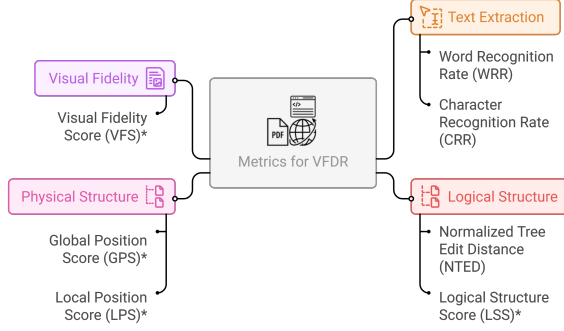 Visual Fidelity
Visual Fidelity
Score (VFS)*
Physical Structure
Global Position
Score (GPS)*
Local Position
Score (LPS)*
</>
PDF
Metrics for VFDR
Text Extraction
Word Recognition
Rate (WRR)
Character
Recognition Rate
(CRR)
Logical Structure
Normalized Tree
Edit Distance
(NTED)
Logical Structure
Score (LSS)*